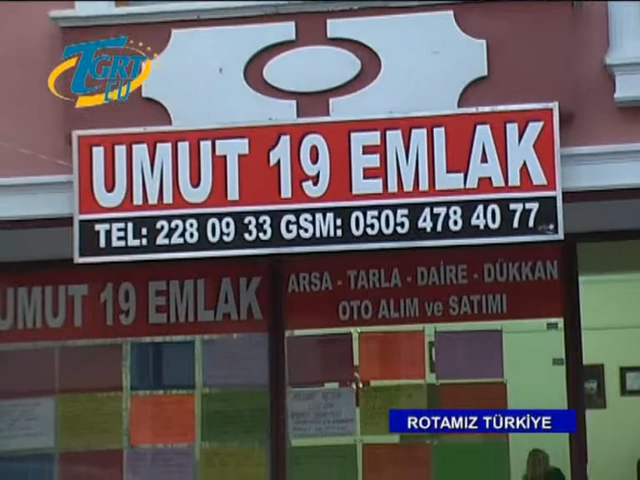 TGRT
EU
UMUT 19 EMLAK
TEL: 228 09 33 GSM: 0505 478 40 77
UMUT 19 EMLAK
ARSA - TARLA - DAİRE - DÜKKAN
OTO ALIM ve SATIMI
ROTAMIZ TÜRKİYE